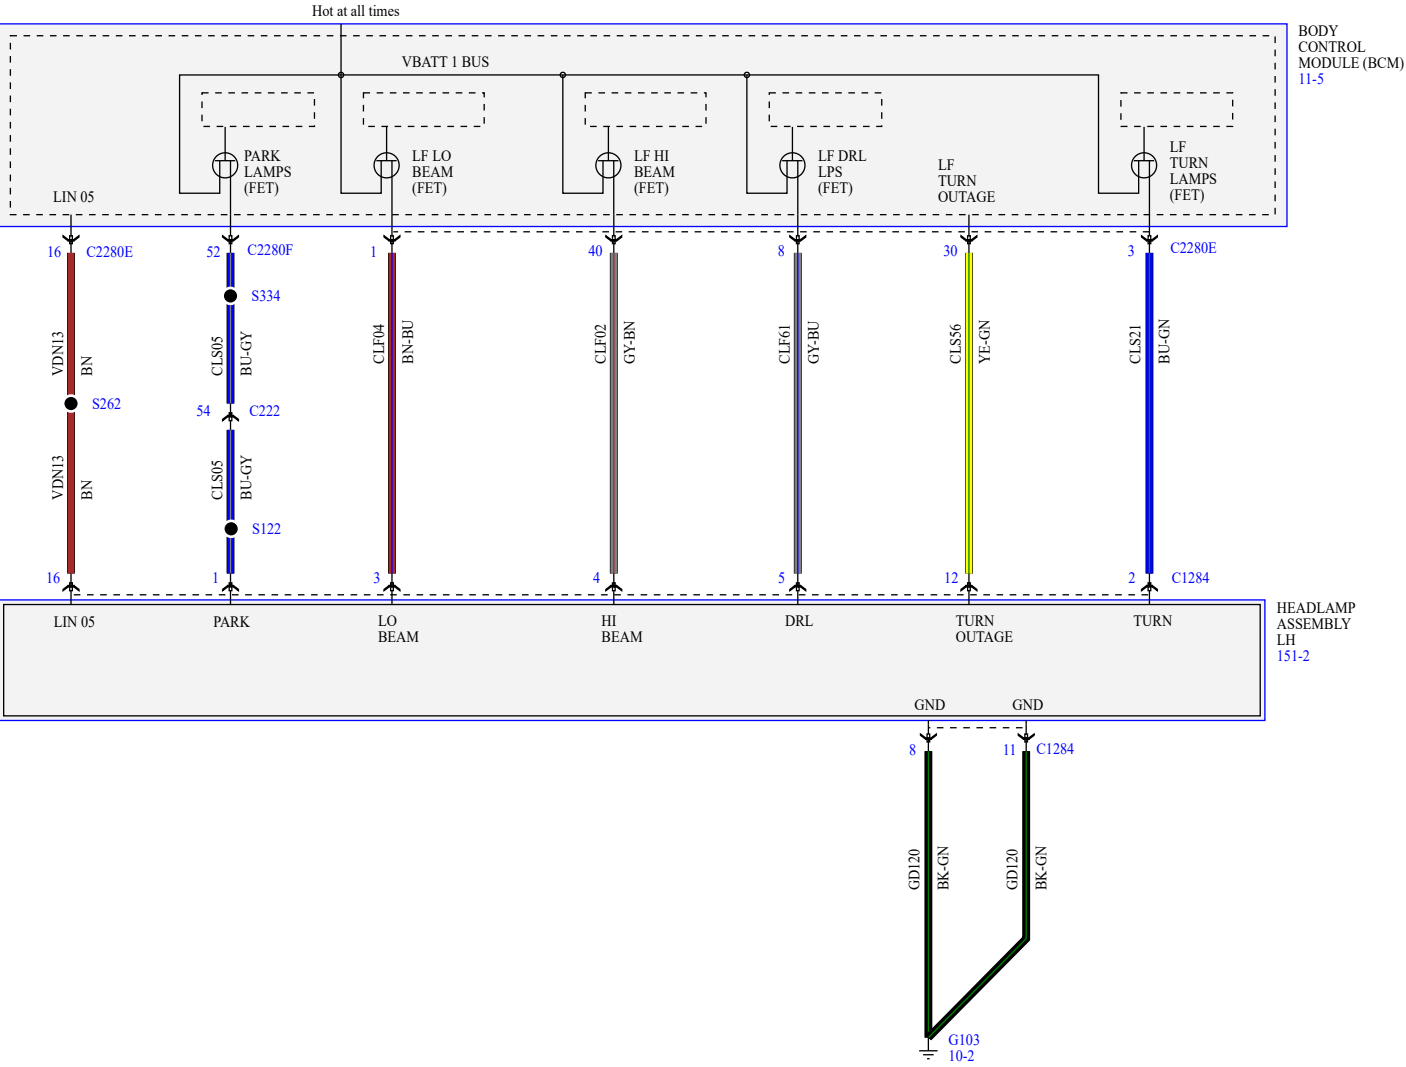 Hot at all times
BODY
CONTROL
MODULE (BCM)
11-5
VBATT 1 BUS
LIN 05
PARK
LAMPS
(FET)
LF LO
BEAM
(FET)
LF HI
BEAM
(FET)
LF DRL
LPS
(FET)
LF
TURN
OUTAGE
LF
TURN
LAMPS
(FET)
16 C2280E
52 C2280F
1
40
8
30
3 C2280E
S334
VDN13
BN
CLS05
BU-GY
CLF04
BN-BU
CLF02
GY-BN
CLF61
GY-BU
CLS56
YE-GN
CLS21
BU-GN
S262
54 C222
VDN13
BN
CLS05
BU-GY
S122
16
1
3
4
5
12
2 C1284
LIN 05
PARK
LO
BEAM
HI
BEAM
DRL
TURN
OUTAGE
TURN
HEADLAMP
ASSEMBLY
LH
151-2
GND
GND
8
11 C1284
GD120
BK-GN
GD120
BK-GN
G103
10-2